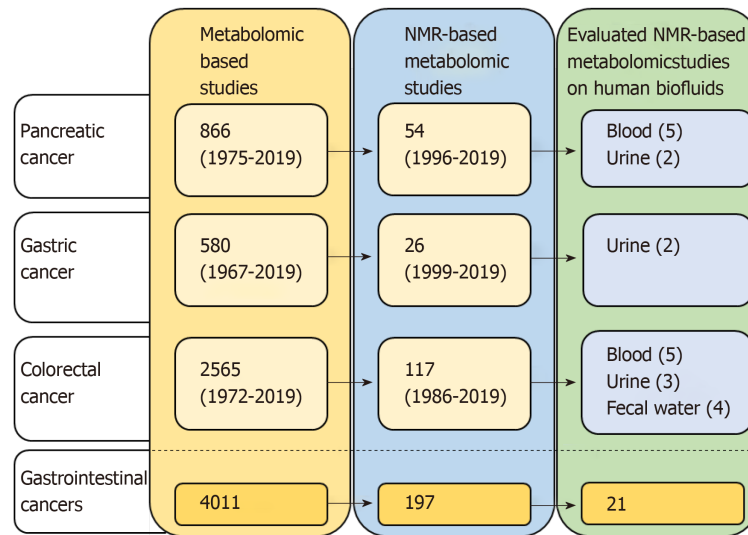 Metabolomic
based
studies
NMR-based
metabolomic
studies
Evaluated NMR-based
metabolomicstudies
on human biofluids
Pancreatic
cancer
866
(1975-2019)
54
(1996-2019)
Blood (5)
Urine (2)
Gastric
cancer
580
(1967-2019)
26
(1999-2019)
Urine (2)
Colorectal
cancer
2565
(1972-2019)
117
(1986-2019)
Blood (5)
Urine (3)
Fecal water (4)
Gastrointestinal
cancers
4011
197
21